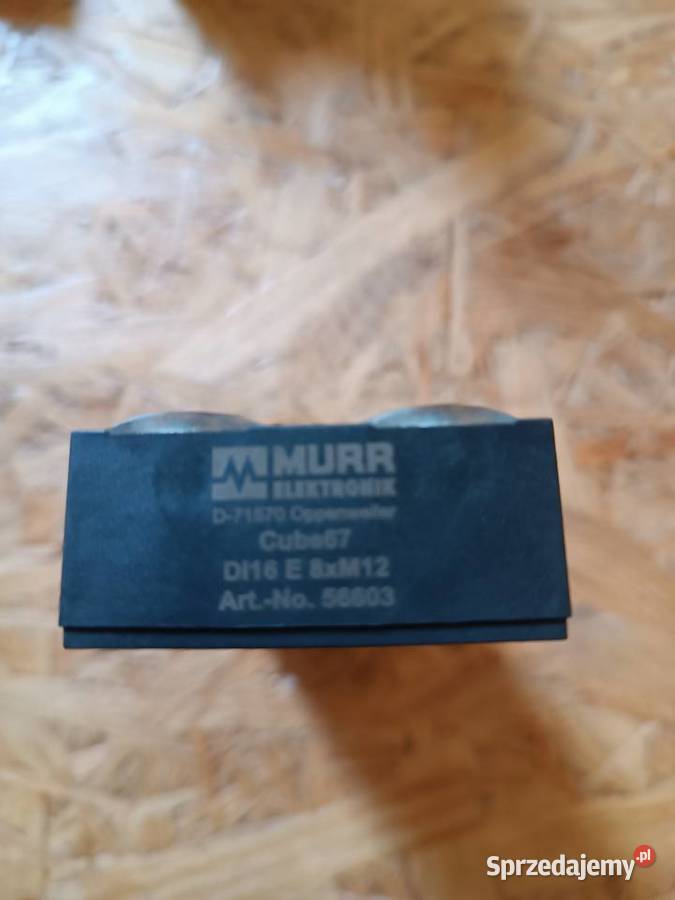 MURR
ELEKTRONIK
D-71570 Oppenweiler
Cube67
DI16 E 8xM12
Art.-No. 56603
Sprzedajemy.pl